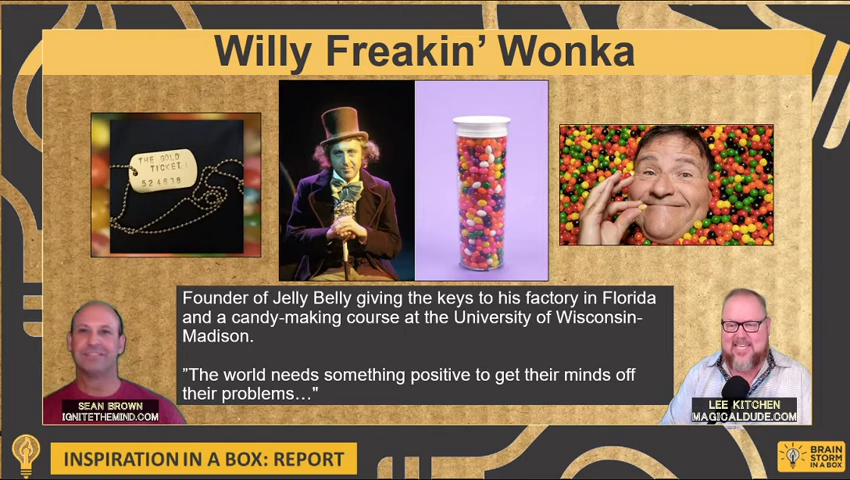 Willy Freakin’ Wonka
THE GOLD
TICKET!
524638
Founder of Jelly Belly giving the keys to his factory in Florida
and a candy-making course at the University of Wisconsin-
Madison.
”The world needs something positive to get their minds off
their problems…"
SEAN BROWN
IGNITETHEMIND.COM
LEE KITCHEN
MAGICALDUDE.COM
INSPIRATION IN A BOX: REPORT
BRAIN
STORM
IN A BOX